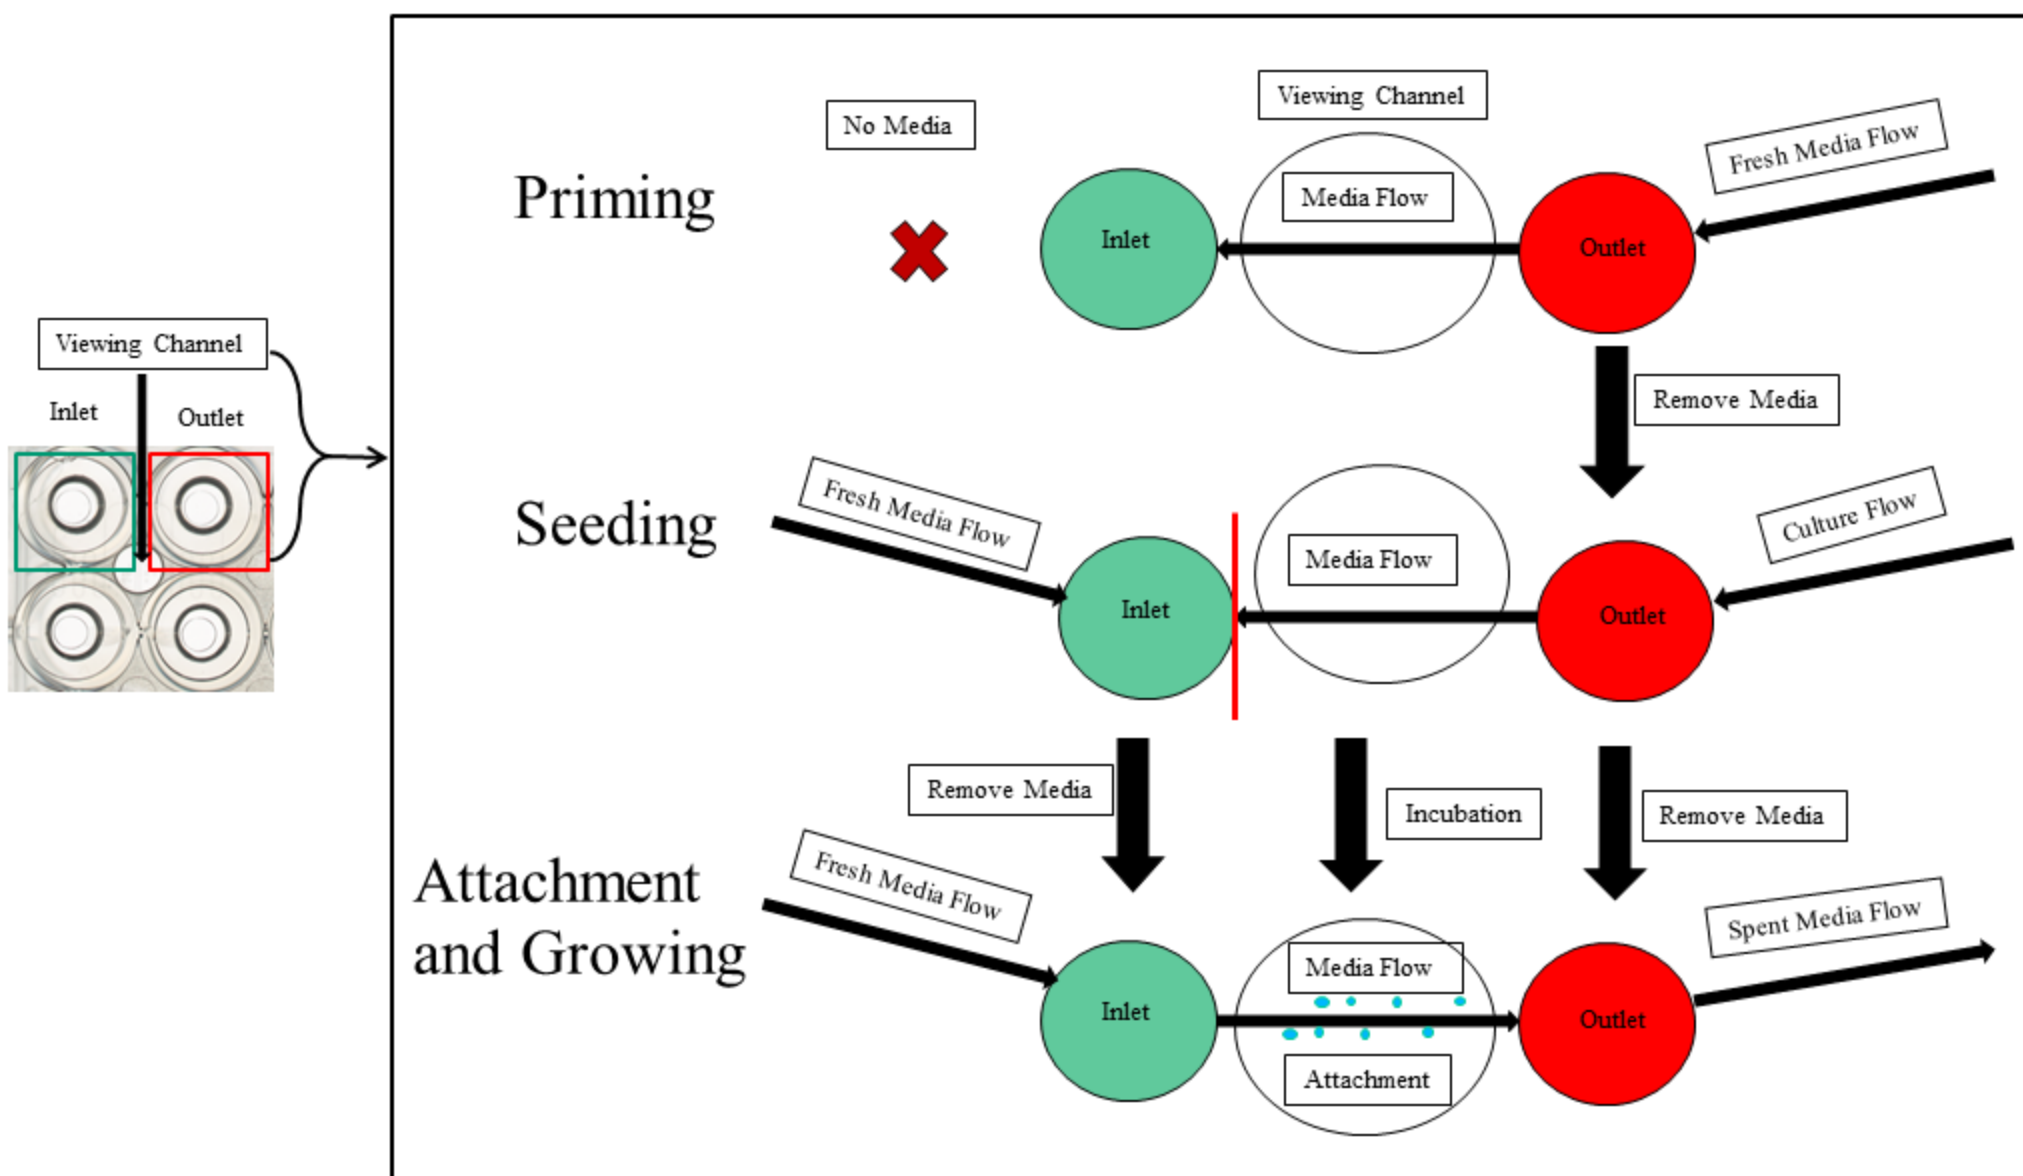 Viewing Channel
Inlet
Outlet
Priming
No Media
Viewing Channel
Fresh Media Flow
Inlet
Media Flow
Outlet
Remove Media
Seeding
Fresh Media Flow
Inlet
Media Flow
Outlet
Culture Flow
Remove Media
Incubation
Remove Media
Attachment
and Growing
Fresh Media Flow
Inlet
Media Flow
Attachment
Outlet
Spent Media Flow